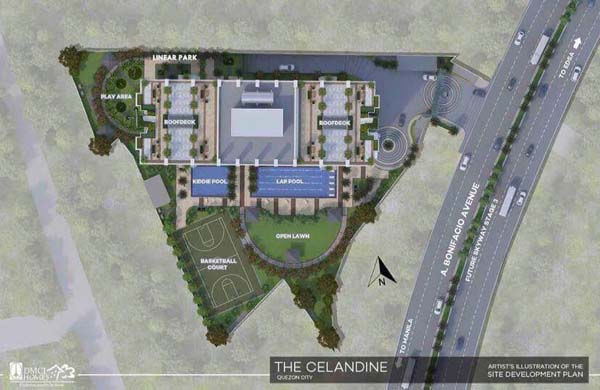 LINEAR PARK
PLAY AREA
ROOFDECK
ROOFDECK
KIDDIE POOL
LAP POOL
OPEN LAWN
BASKETBALL
COURT
TO EDSA
A. BONIFACIO AVENUE
FUTURE SKYWAY STAGE 3
TO MANILA
N
DMCI
HOMES
THE CELANDINE
QUEZON CITY
ARTIST'S ILLUSTRATION OF THE
SITE DEVELOPMENT PLAN